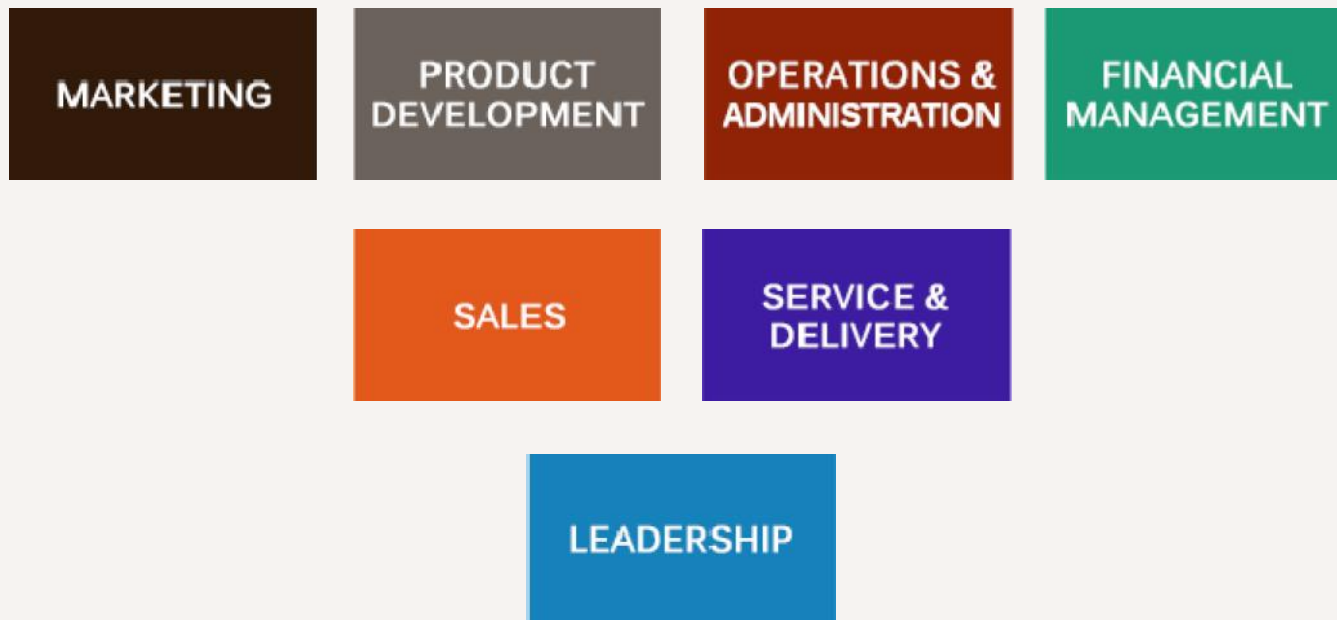 MARKETING
PRODUCT
DEVELOPMENT
OPERATIONS &
ADMINISTRATION
FINANCIAL
MANAGEMENT
SALES
SERVICE &
DELIVERY
LEADERSHIP